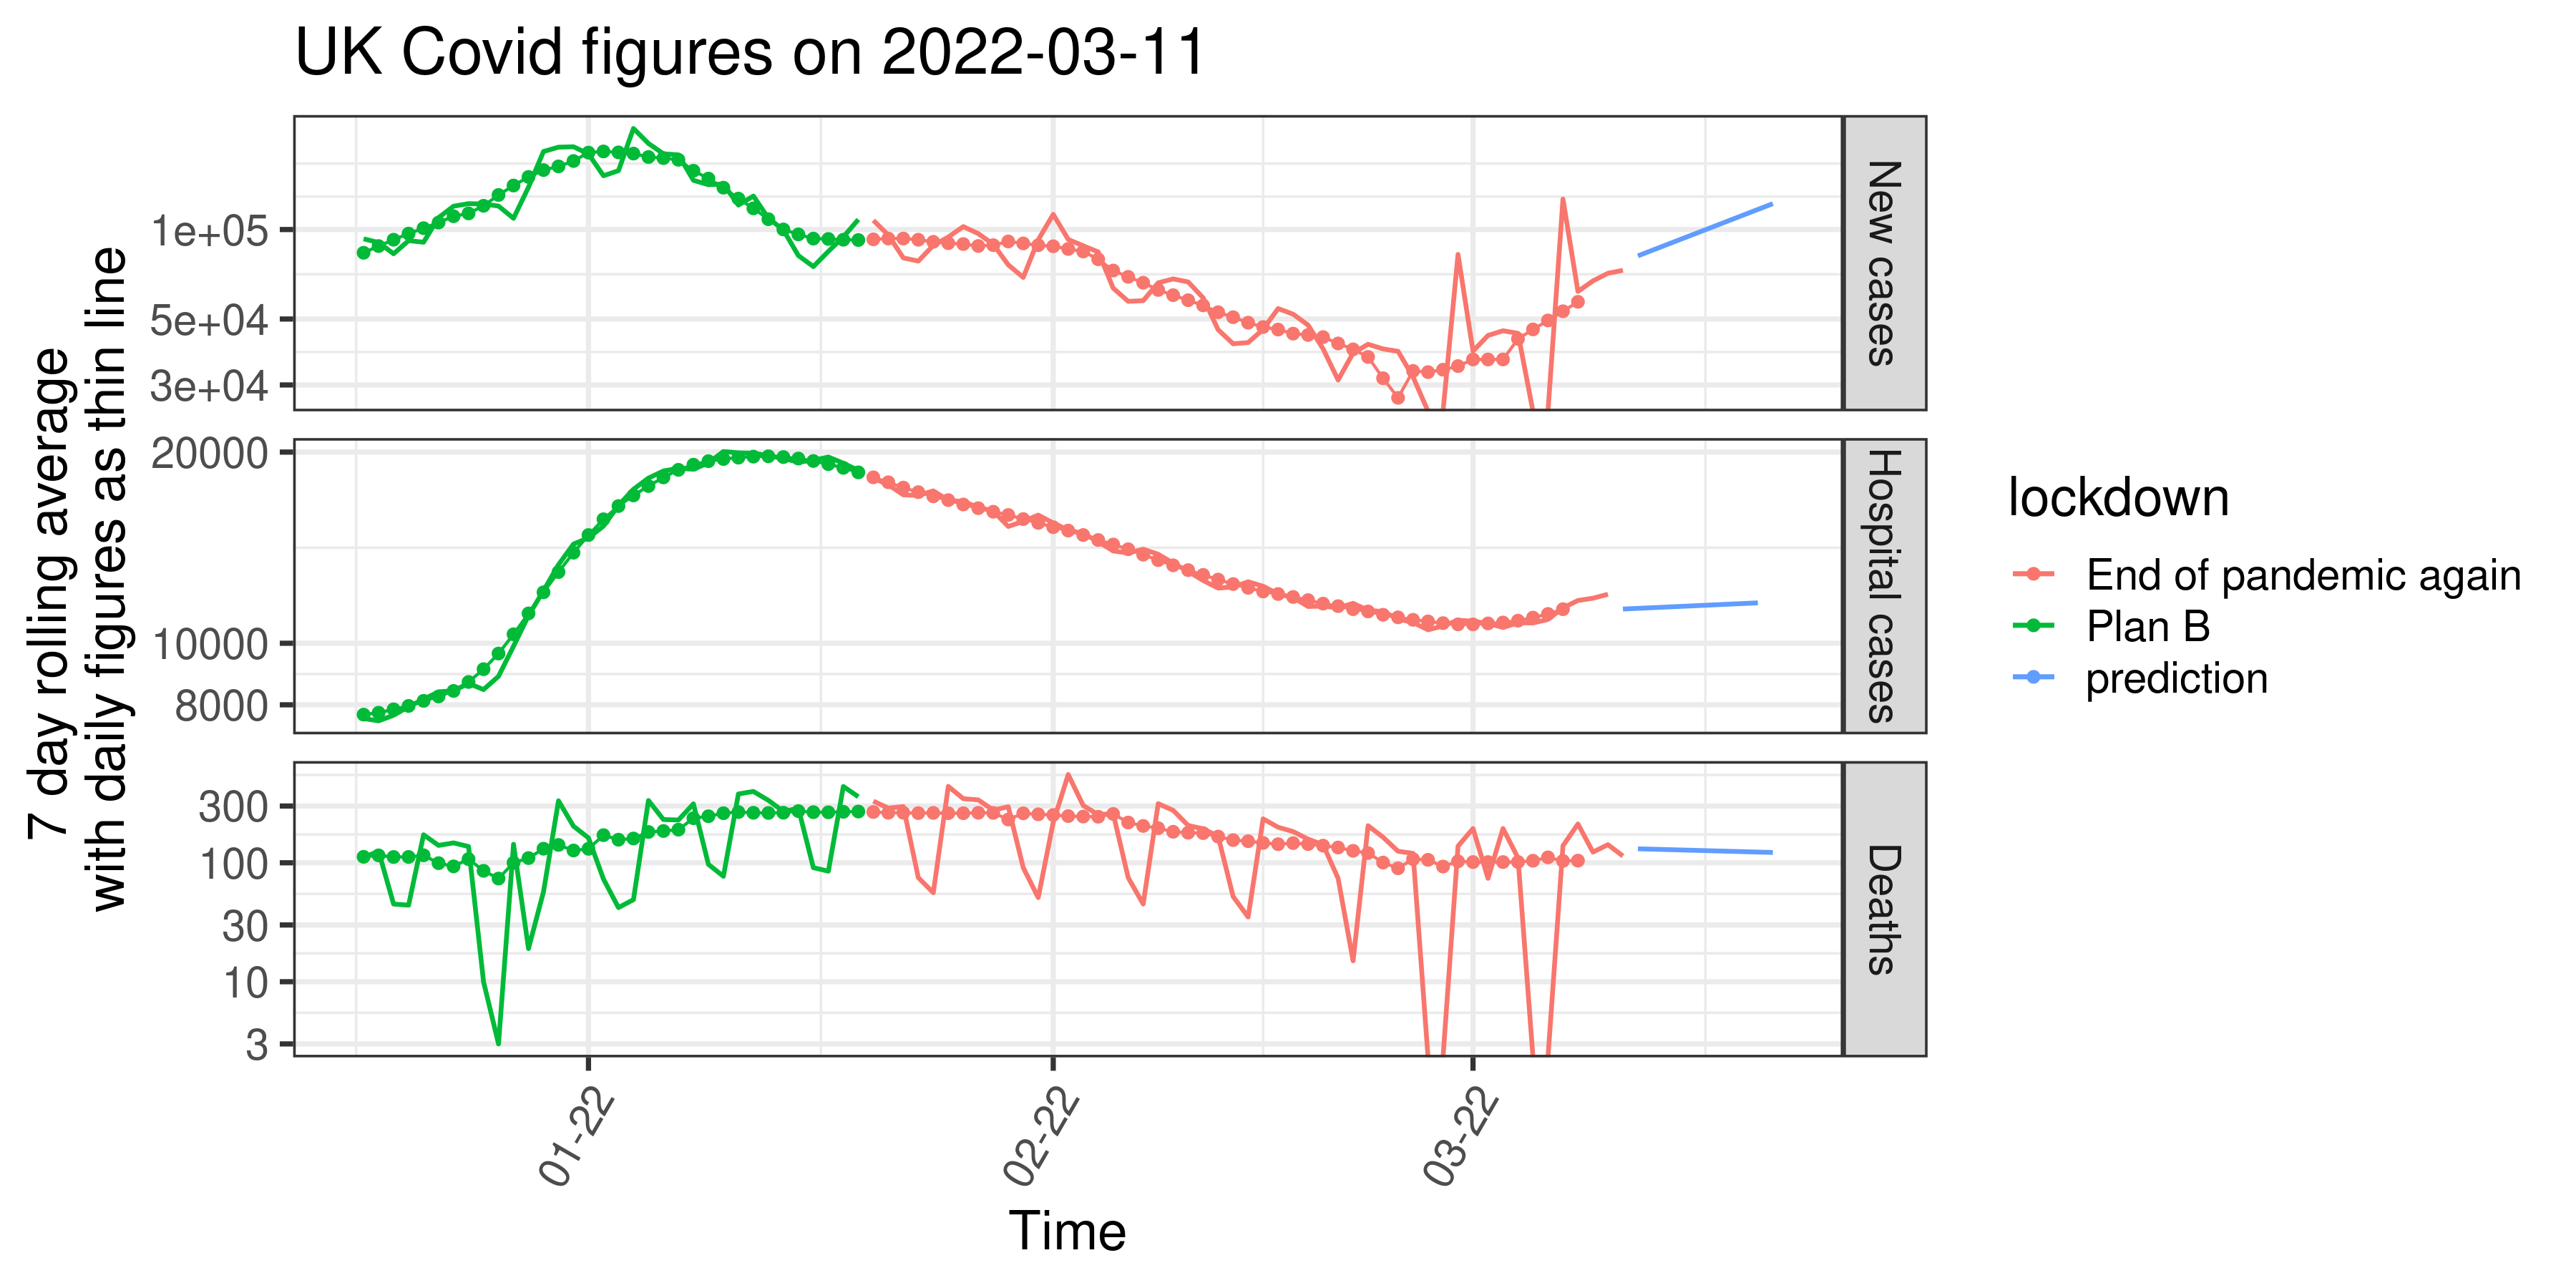 UK Covid figures on 2022-03-11
7 day rolling average
with daily figures as thin line
1e+05
5e+04
3e+04
New cases
20000
10000
8000
Hospital cases
300
100
30
10
3
Deaths
01-22
02-22
03-22
Time
lockdown
End of pandemic again
Plan B
prediction